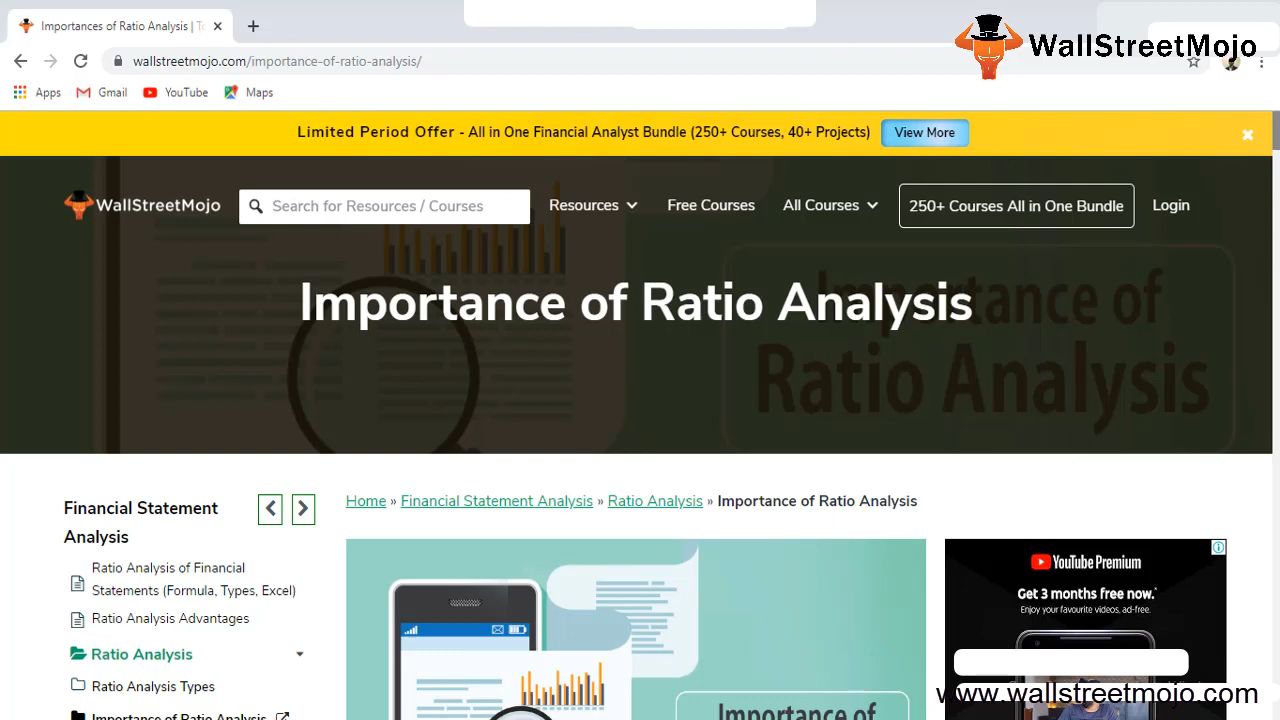 Importances of Ratio Analysis | T
WallStreetMojo
wallstreetmojo.com/importance-of-ratio-analysis/
Apps Gmail YouTube Maps
Limited Period Offer - All in One Financial Analyst Bundle (250+ Courses, 40+ Projects) View More
WallStreetMojo Search for Resources / Courses Resources Free Courses All Courses 250+ Courses All in One Bundle Login
Importance of Ratio Analysis
Importance of
Ratio Analysis
Home » Financial Statement Analysis » Ratio Analysis » Importance of Ratio Analysis
Financial Statement
Analysis
Ratio Analysis of Financial
Statements (Formula, Types, Excel)
Ratio Analysis Advantages
Ratio Analysis
Ratio Analysis Types
Importance of Ratio Analysis
Importance of
YouTube Premium
Get 3 months free now.*
Enjoy your favourite videos, ad-free.
www.wallstreetmojo.com